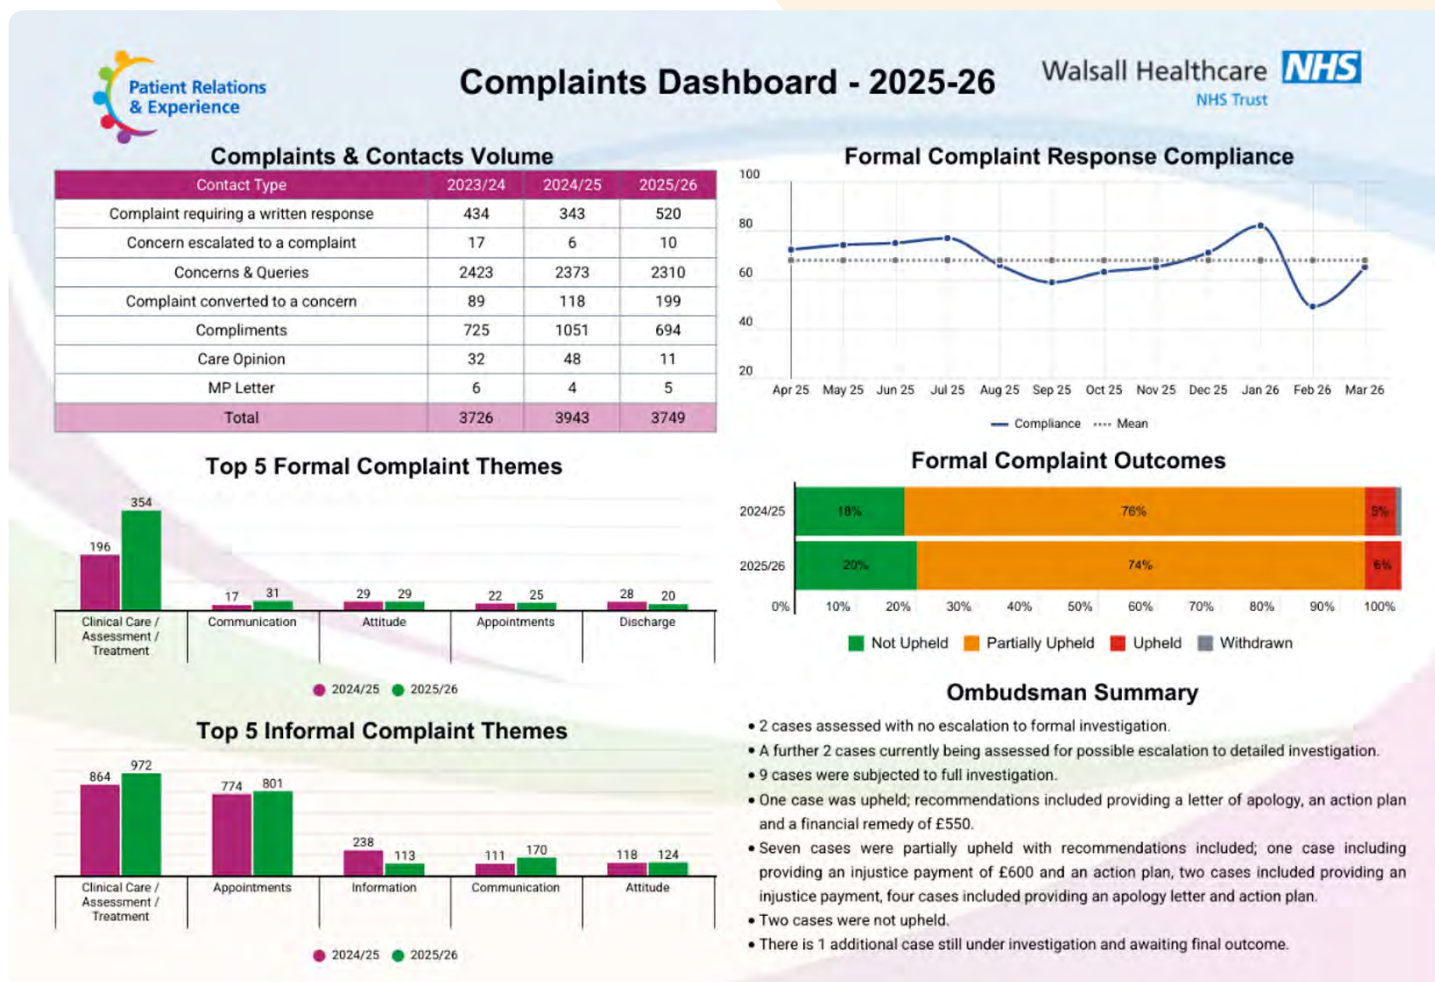 Patient Relations
& Experience
Complaints Dashboard - 2025-26
Walsall Healthcare NHS
NHS Trust
Complaints & Contacts Volume
Contact Type 2023/24 2024/25 2025/26
Complaint requiring a written response 434 343 520
Concern escalated to a complaint 17 6 10
Concerns & Queries 2423 2373 2310
Complaint converted to a concern 89 118 199
Compliments 725 1051 694
Care Opinion 32 48 11
MP Letter 6 4 5
Total 3726 3943 3749
Formal Complaint Response Compliance
100
80
60
40
20
Apr 25 May 25 Jun 25 Jul 25 Aug 25 Sep 25 Oct 25 Nov 25 Dec 25 Jan 26 Feb 26 Mar 26
Compliance Mean
Top 5 Formal Complaint Themes
196 354
17 31
29 29
22 25
28 20
Clinical Care /
Assessment /
Treatment
Communication
Attitude
Appointments
Discharge
2024/25 2025/26
Formal Complaint Outcomes
2024/25 18% 76% 5%
2025/26 20% 74% 6%
0% 10% 20% 30% 40% 50% 60% 70% 80% 90% 100%
Not Upheld Partially Upheld Upheld Withdrawn
Top 5 Informal Complaint Themes
864 972
774 801
238 113
111 170
118 124
Clinical Care /
Assessment /
Treatment
Appointments
Information
Communication
Attitude
2024/25 2025/26
Ombudsman Summary
• 2 cases assessed with no escalation to formal investigation.
• A further 2 cases currently being assessed for possible escalation to detailed investigation.
• 9 cases were subjected to full investigation.
• One case was upheld; recommendations included providing a letter of apology, an action plan
and a financial remedy of £550.
• Seven cases were partially upheld with recommendations included; one case including
providing an injustice payment of £600 and an action plan, two cases included providing an
injustice payment, four cases included providing an apology letter and action plan.
• Two cases were not upheld.
• There is 1 additional case still under investigation and awaiting final outcome.